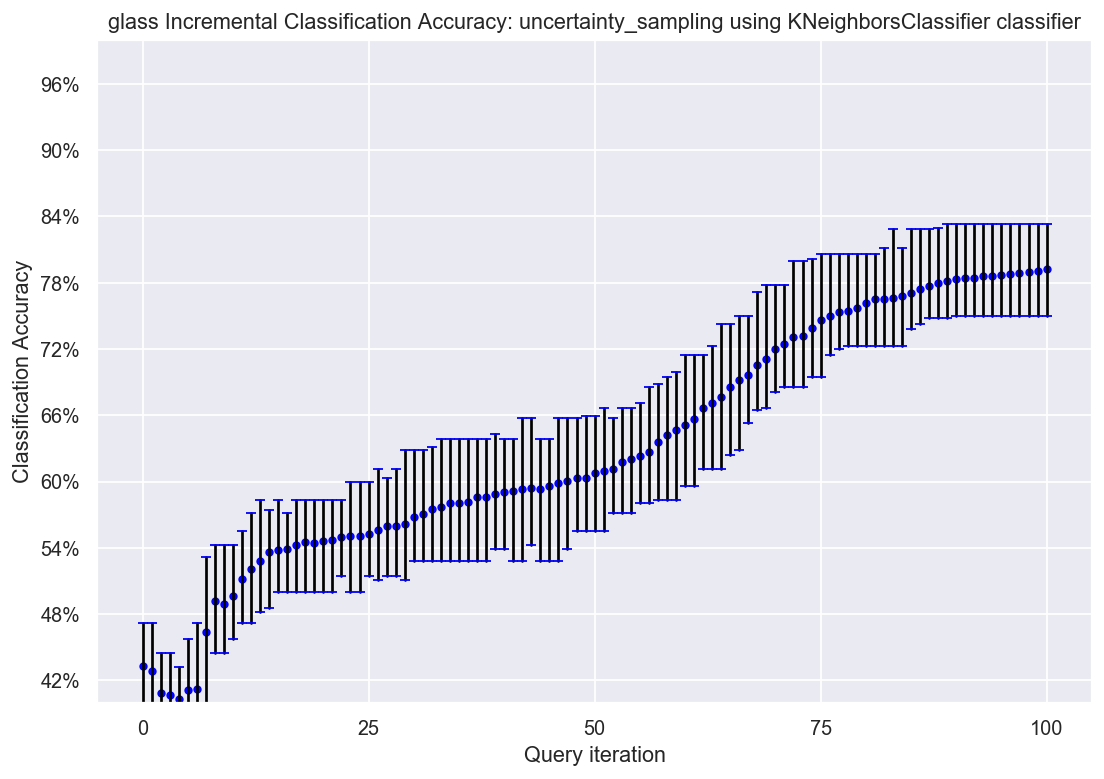 glass Incremental Classification Accuracy: uncertainty_sampling using KNeighborsClassifier classifier
Classification Accuracy
96%
90%
84%
78%
72%
66%
60%
54%
48%
42%
0 25 50 75 100
Query iteration